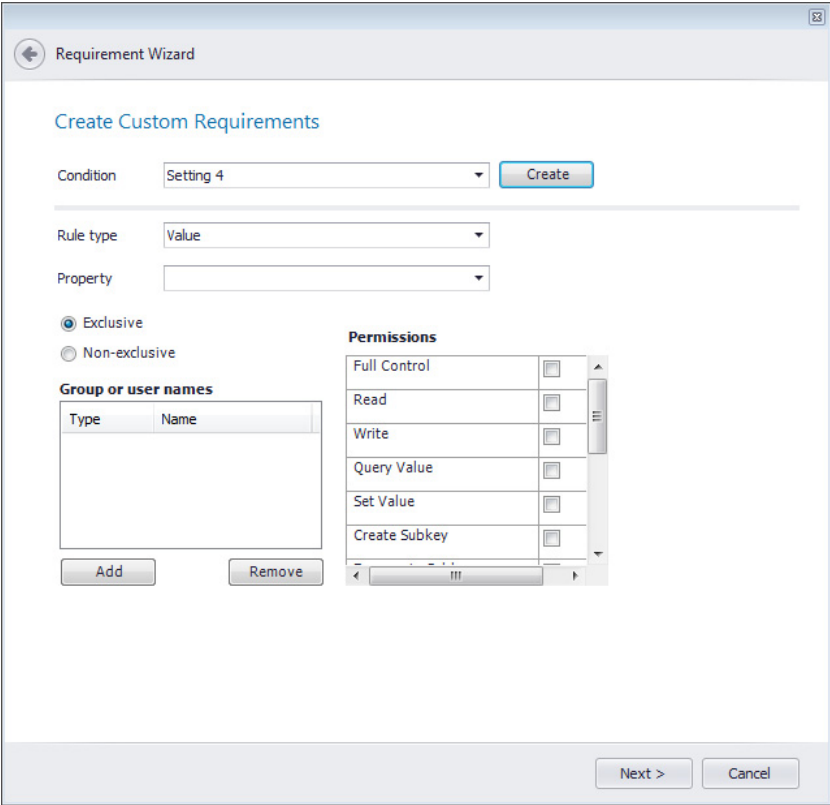 Requirement Wizard
Create Custom Requirements
Condition Setting 4 Create
Rule type Value
Property
Exclusive
Non-exclusive
Group or user names
Type Name
Add Remove
Permissions
Full Control
Read
Write
Query Value
Set Value
Create Subkey
Next > Cancel